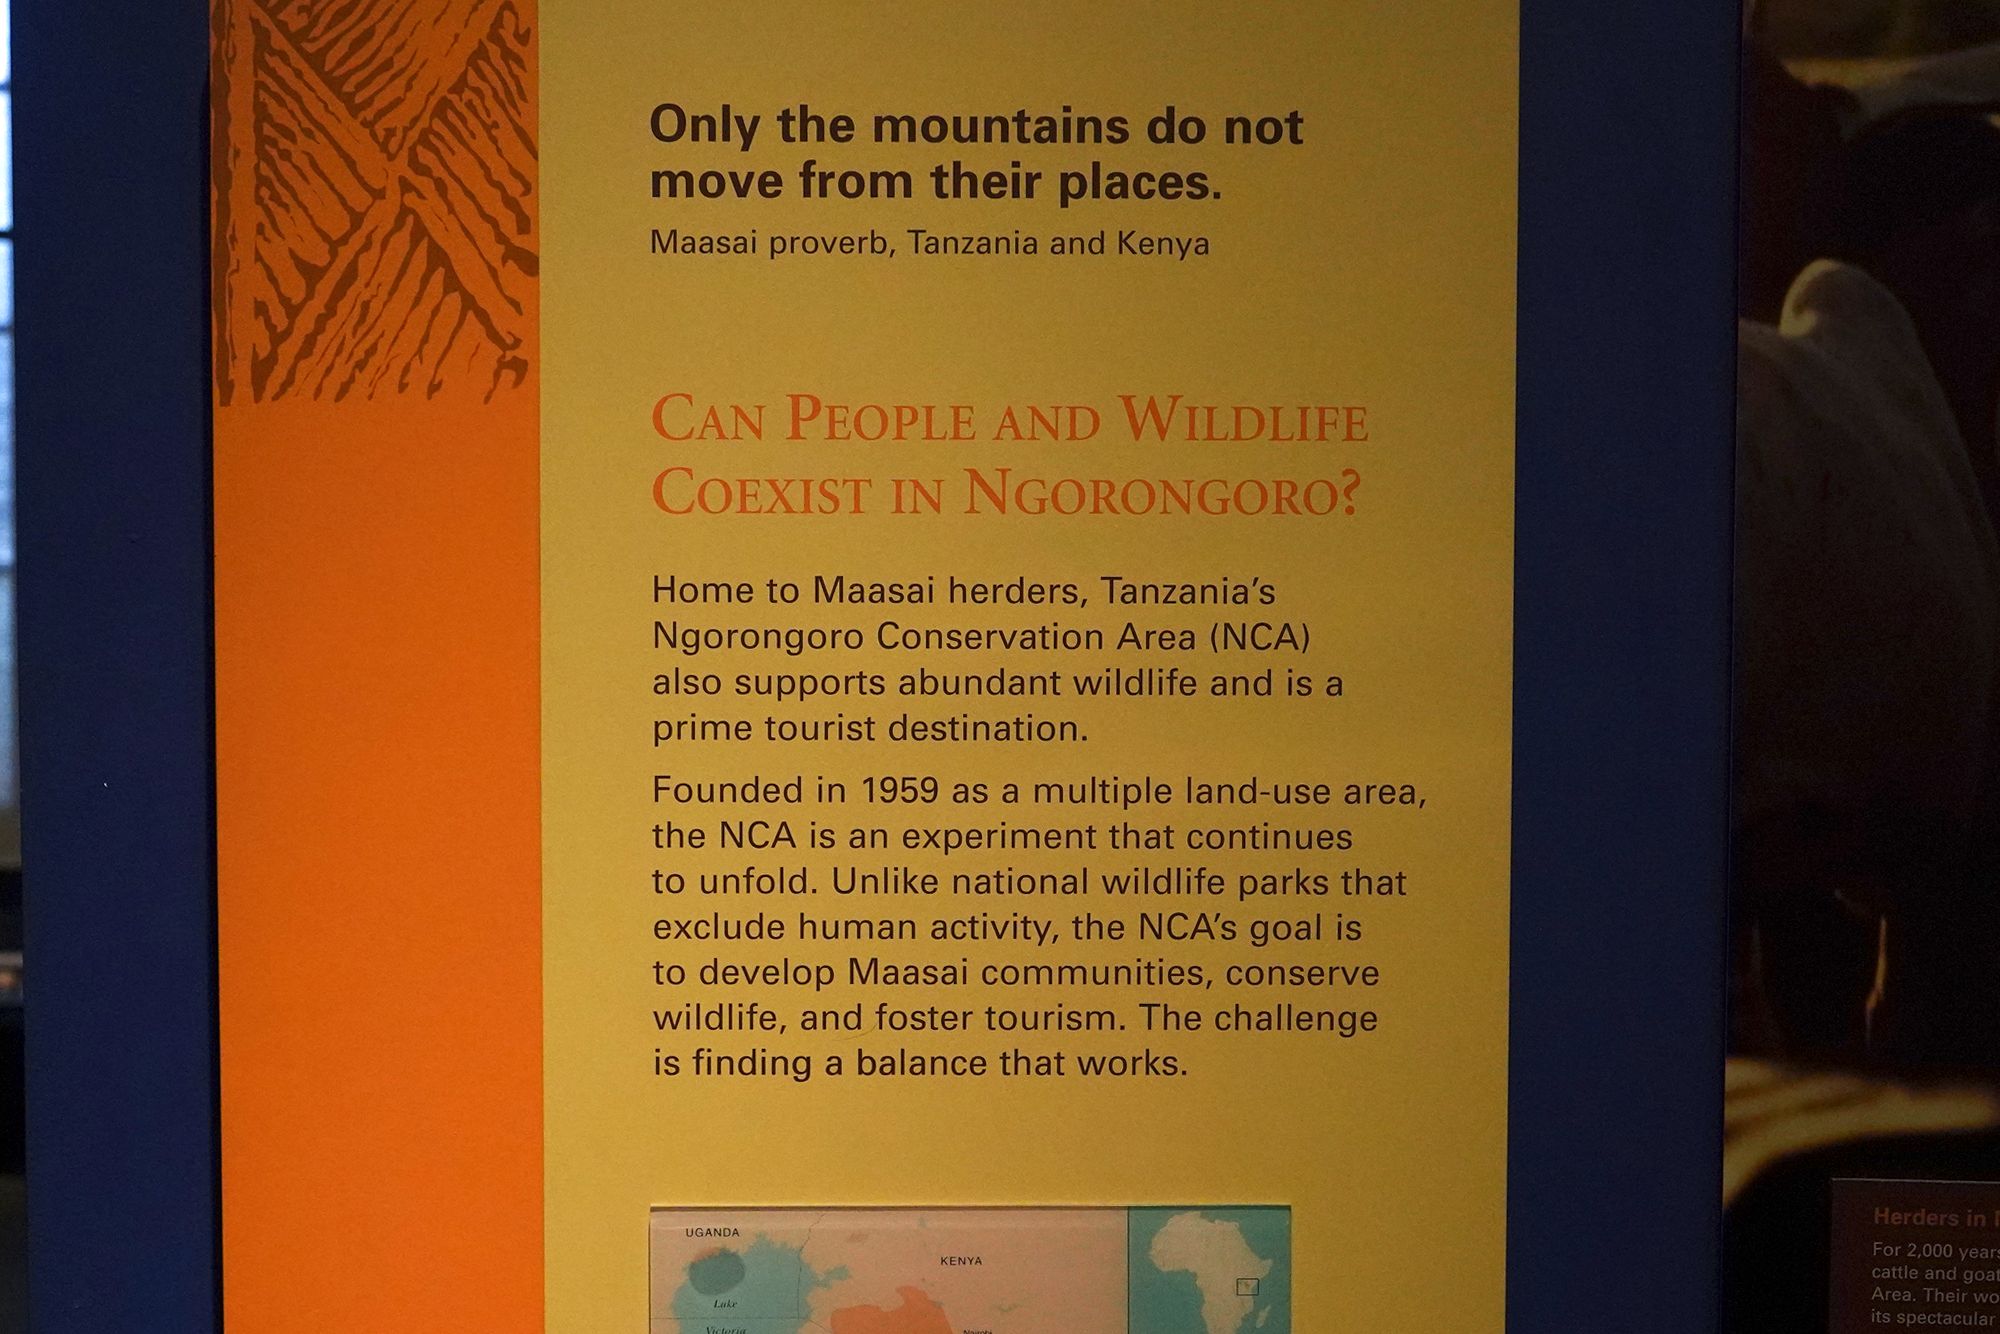 Only the mountains do not
move from their places.
Maasai proverb, Tanzania and Kenya
CAN PEOPLE AND WILDLIFE
COEXIST IN NGORONGORO?
Home to Maasai herders, Tanzania’s
Ngorongoro Conservation Area (NCA)
also supports abundant wildlife and is a
prime tourist destination.
Founded in 1959 as a multiple land-use area,
the NCA is an experiment that continues
to unfold. Unlike national wildlife parks that
exclude human activity, the NCA’s goal is
to develop Maasai communities, conserve
wildlife, and foster tourism. The challenge
is finding a balance that works.
UGANDA
KENYA
Lake
Victoria
Nairobi
Herders in
For 2,000 years
cattle and goat
Area. Their wo
its spectacular